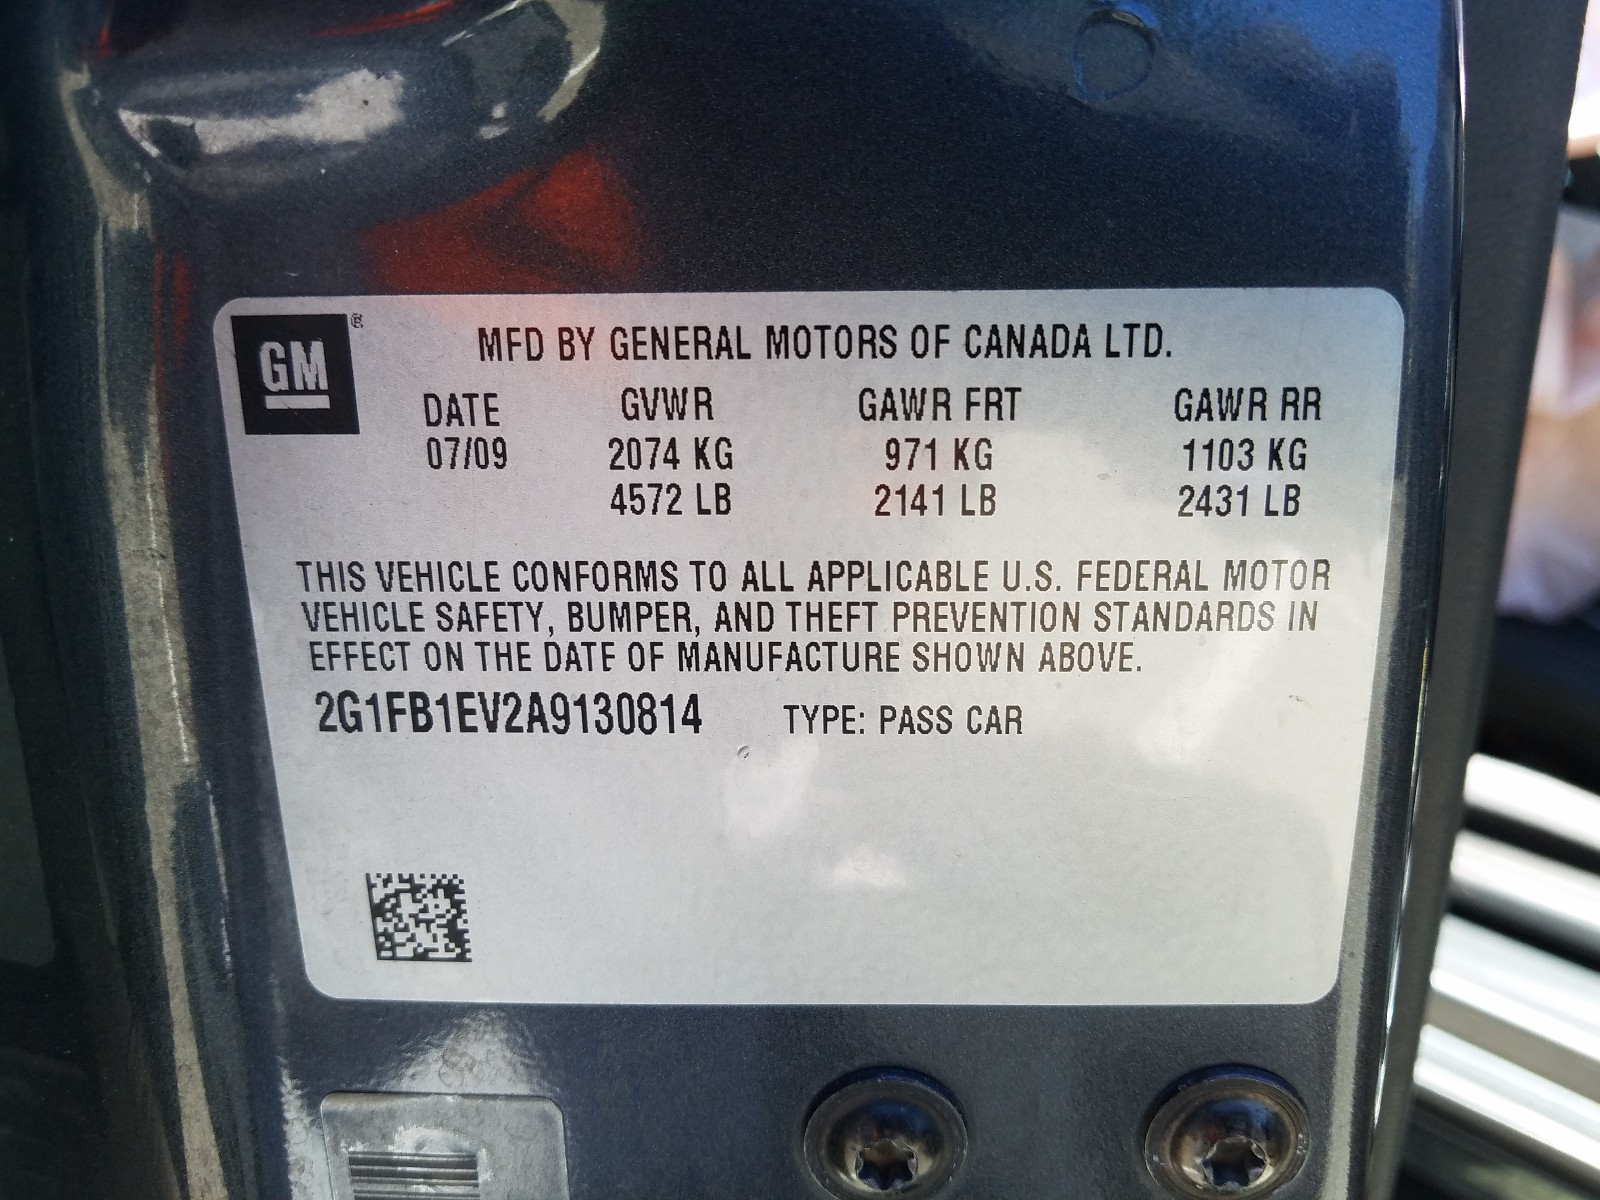 GM ®
MFD BY GENERAL MOTORS OF CANADA LTD.
DATE GVWR GAWR FRT GAWR RR
07/09 2074 KG 971 KG 1103 KG
4572 LB 2141 LB 2431 LB
THIS VEHICLE CONFORMS TO ALL APPLICABLE U.S. FEDERAL MOTOR
VEHICLE SAFETY, BUMPER, AND THEFT PREVENTION STANDARDS IN
EFFECT ON THE DATE OF MANUFACTURE SHOWN ABOVE.
2G1FB1EV2A9130814 TYPE: PASS CAR